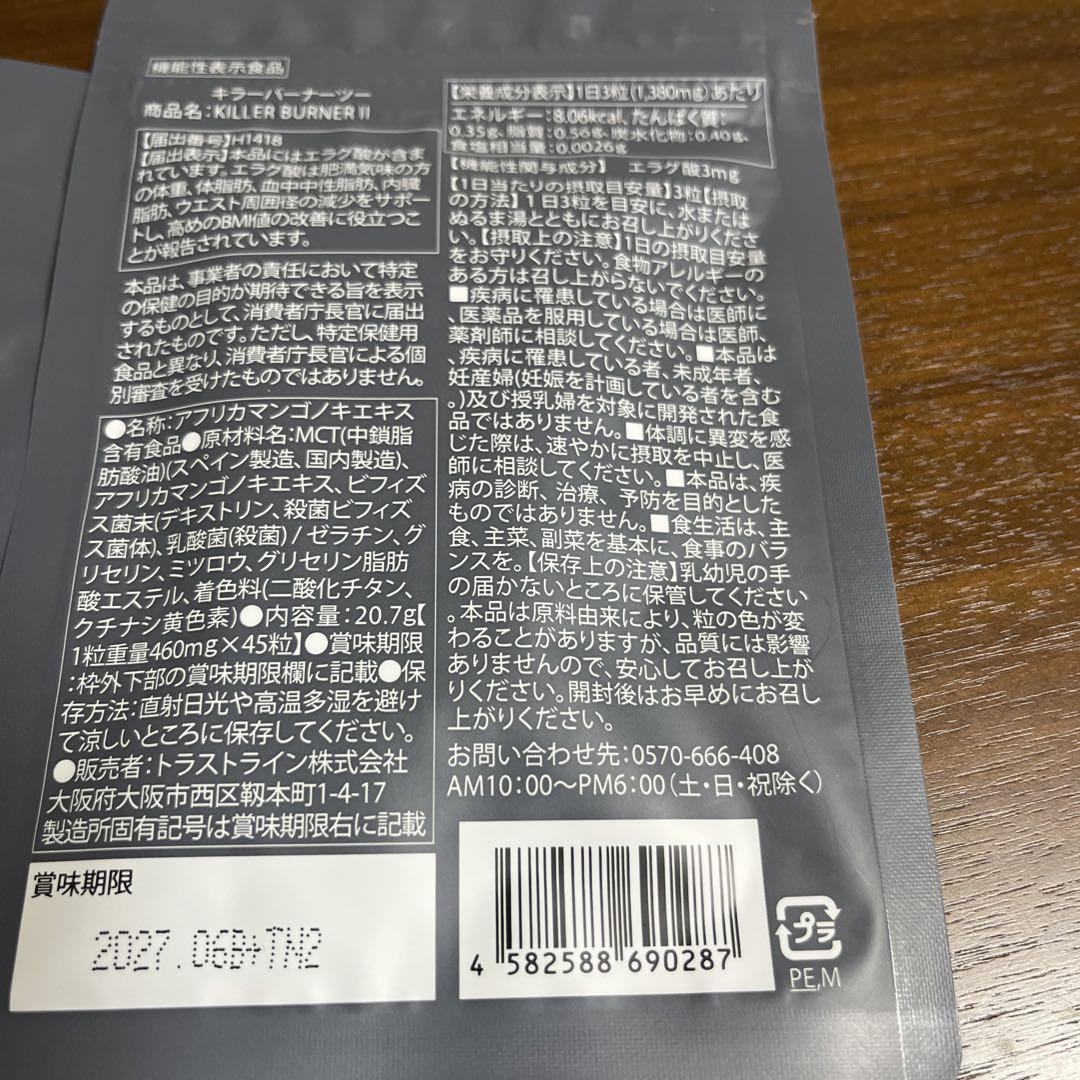 機能性表示食品
キラーバーナーツー
商品名:KILLER BURNER II
【届出番号】H1418
【届出表示】本品にはエラグ酸が含ま
れています。エラグ酸は肥満気味の方
の体重、体脂肪、血中中性脂肪、内臓
脂肪、ウエスト周囲径の減少をサポー
トし、高めのBMI値の改善に役立つこ
とが報告されています。
本品は、事業者の責任において特定
の保健の目的が期待できる旨を表示
するものとして、消費者庁長官に届出
されたものです。ただし、特定保健用
食品と異なり、消費者庁長官による個
別審査を受けたものではありません。
●名称:アフリカマンゴノキエキス
含有食品●原材料名:MCT(中鎖脂
肪酸油)(スペイン製造、国内製造)、
アフリカマンゴノキエキス、ビフィズ
ス菌末(デキストリン、殺菌ビフィズ
ス菌体)、乳酸菌(殺菌) / ゼラチン、グ
リセリン、ミツロウ、グリセリン脂肪
酸エステル、着色料(二酸化チタン、
クチナシ黄色素)●内容量:20.7g【
1粒重量460mg×45粒】●賞味期限
:枠外下部の賞味期限欄に記載●保
存方法:直射日光や高温多湿を避け
て涼しいところに保存してください。
●販売者:トラストライン株式会社
大阪府大阪市西区靱本町1-4-17
製造所固有記号は賞味期限右に記載
賞味期限
2027.06B+TN2
【栄養成分表示】1日3粒(1,380mg)あたり
エネルギー:8.06kcal、たんぱく質:
0.35g、脂質:0.56g、炭水化物:0.40g、
食塩相当量:0.0026g
【機能性関与成分】 エラグ酸3mg
【1日当たりの摂取目安量】3粒【摂取
の方法】1日3粒を目安に、水または
ぬるま湯とともにお召し上がりくださ
い。【摂取上の注意】1日の摂取目安量
をお守りください。食物アレルギーの
ある方は召し上がらないでください。
■疾病に罹患している場合は医師に
、医薬品を服用している場合は医師、
薬剤師に相談してください。■本品は
、疾病に罹患している者、未成年者、
妊産婦(妊娠を計画している者を含む
。)及び授乳婦を対象に開発された食
品ではありません。■体調に異変を感
じた際は、速やかに摂取を中止し、医
師に相談してください。■本品は、疾
病の診断、治療、予防を目的とした
ものではありません。■食生活は、主
食、主菜、副菜を基本に、食事のバラ
ンスを。【保存上の注意】乳幼児の手
の届かないところに保管してください
。本品は原料由来により、粒の色が変
わることがありますが、品質には影響
ありませんので、安心してお召し上が
りください。開封後はお早めにお召し
上がりください。
お問い合わせ先:0570-666-408
AM10:00〜PM6:00(土・日・祝除く)
4 582588 690287
プラ
PE,M